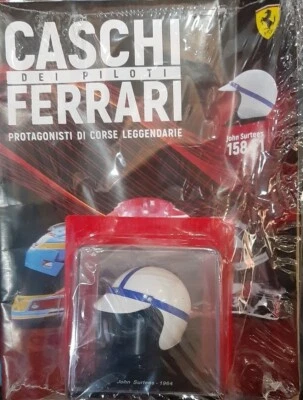 CASCHI
DEI PILOTI
FERRARI
PROTAGONISTI DI CORSE LEGGENDARIE
John Surtees
158
John Surtees - 1964